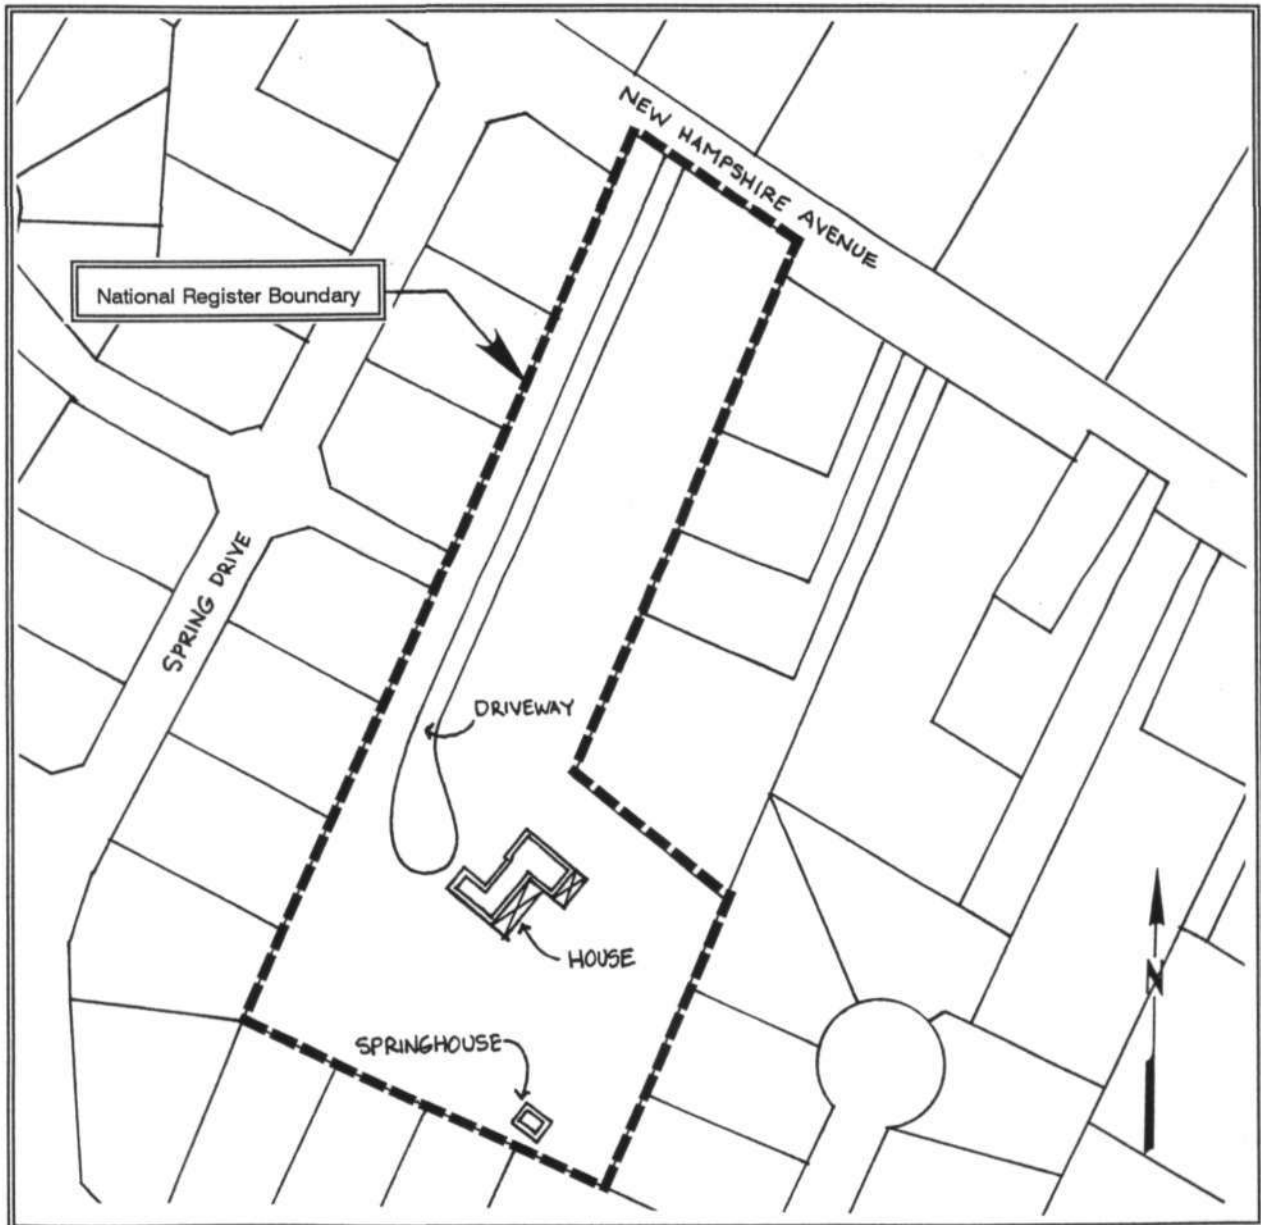 NEW HAMPSHIRE AVENUE
National Register Boundary
SPRING DRIVE
DRIVEWAY
HOUSE
N
SPRINGHOUSE